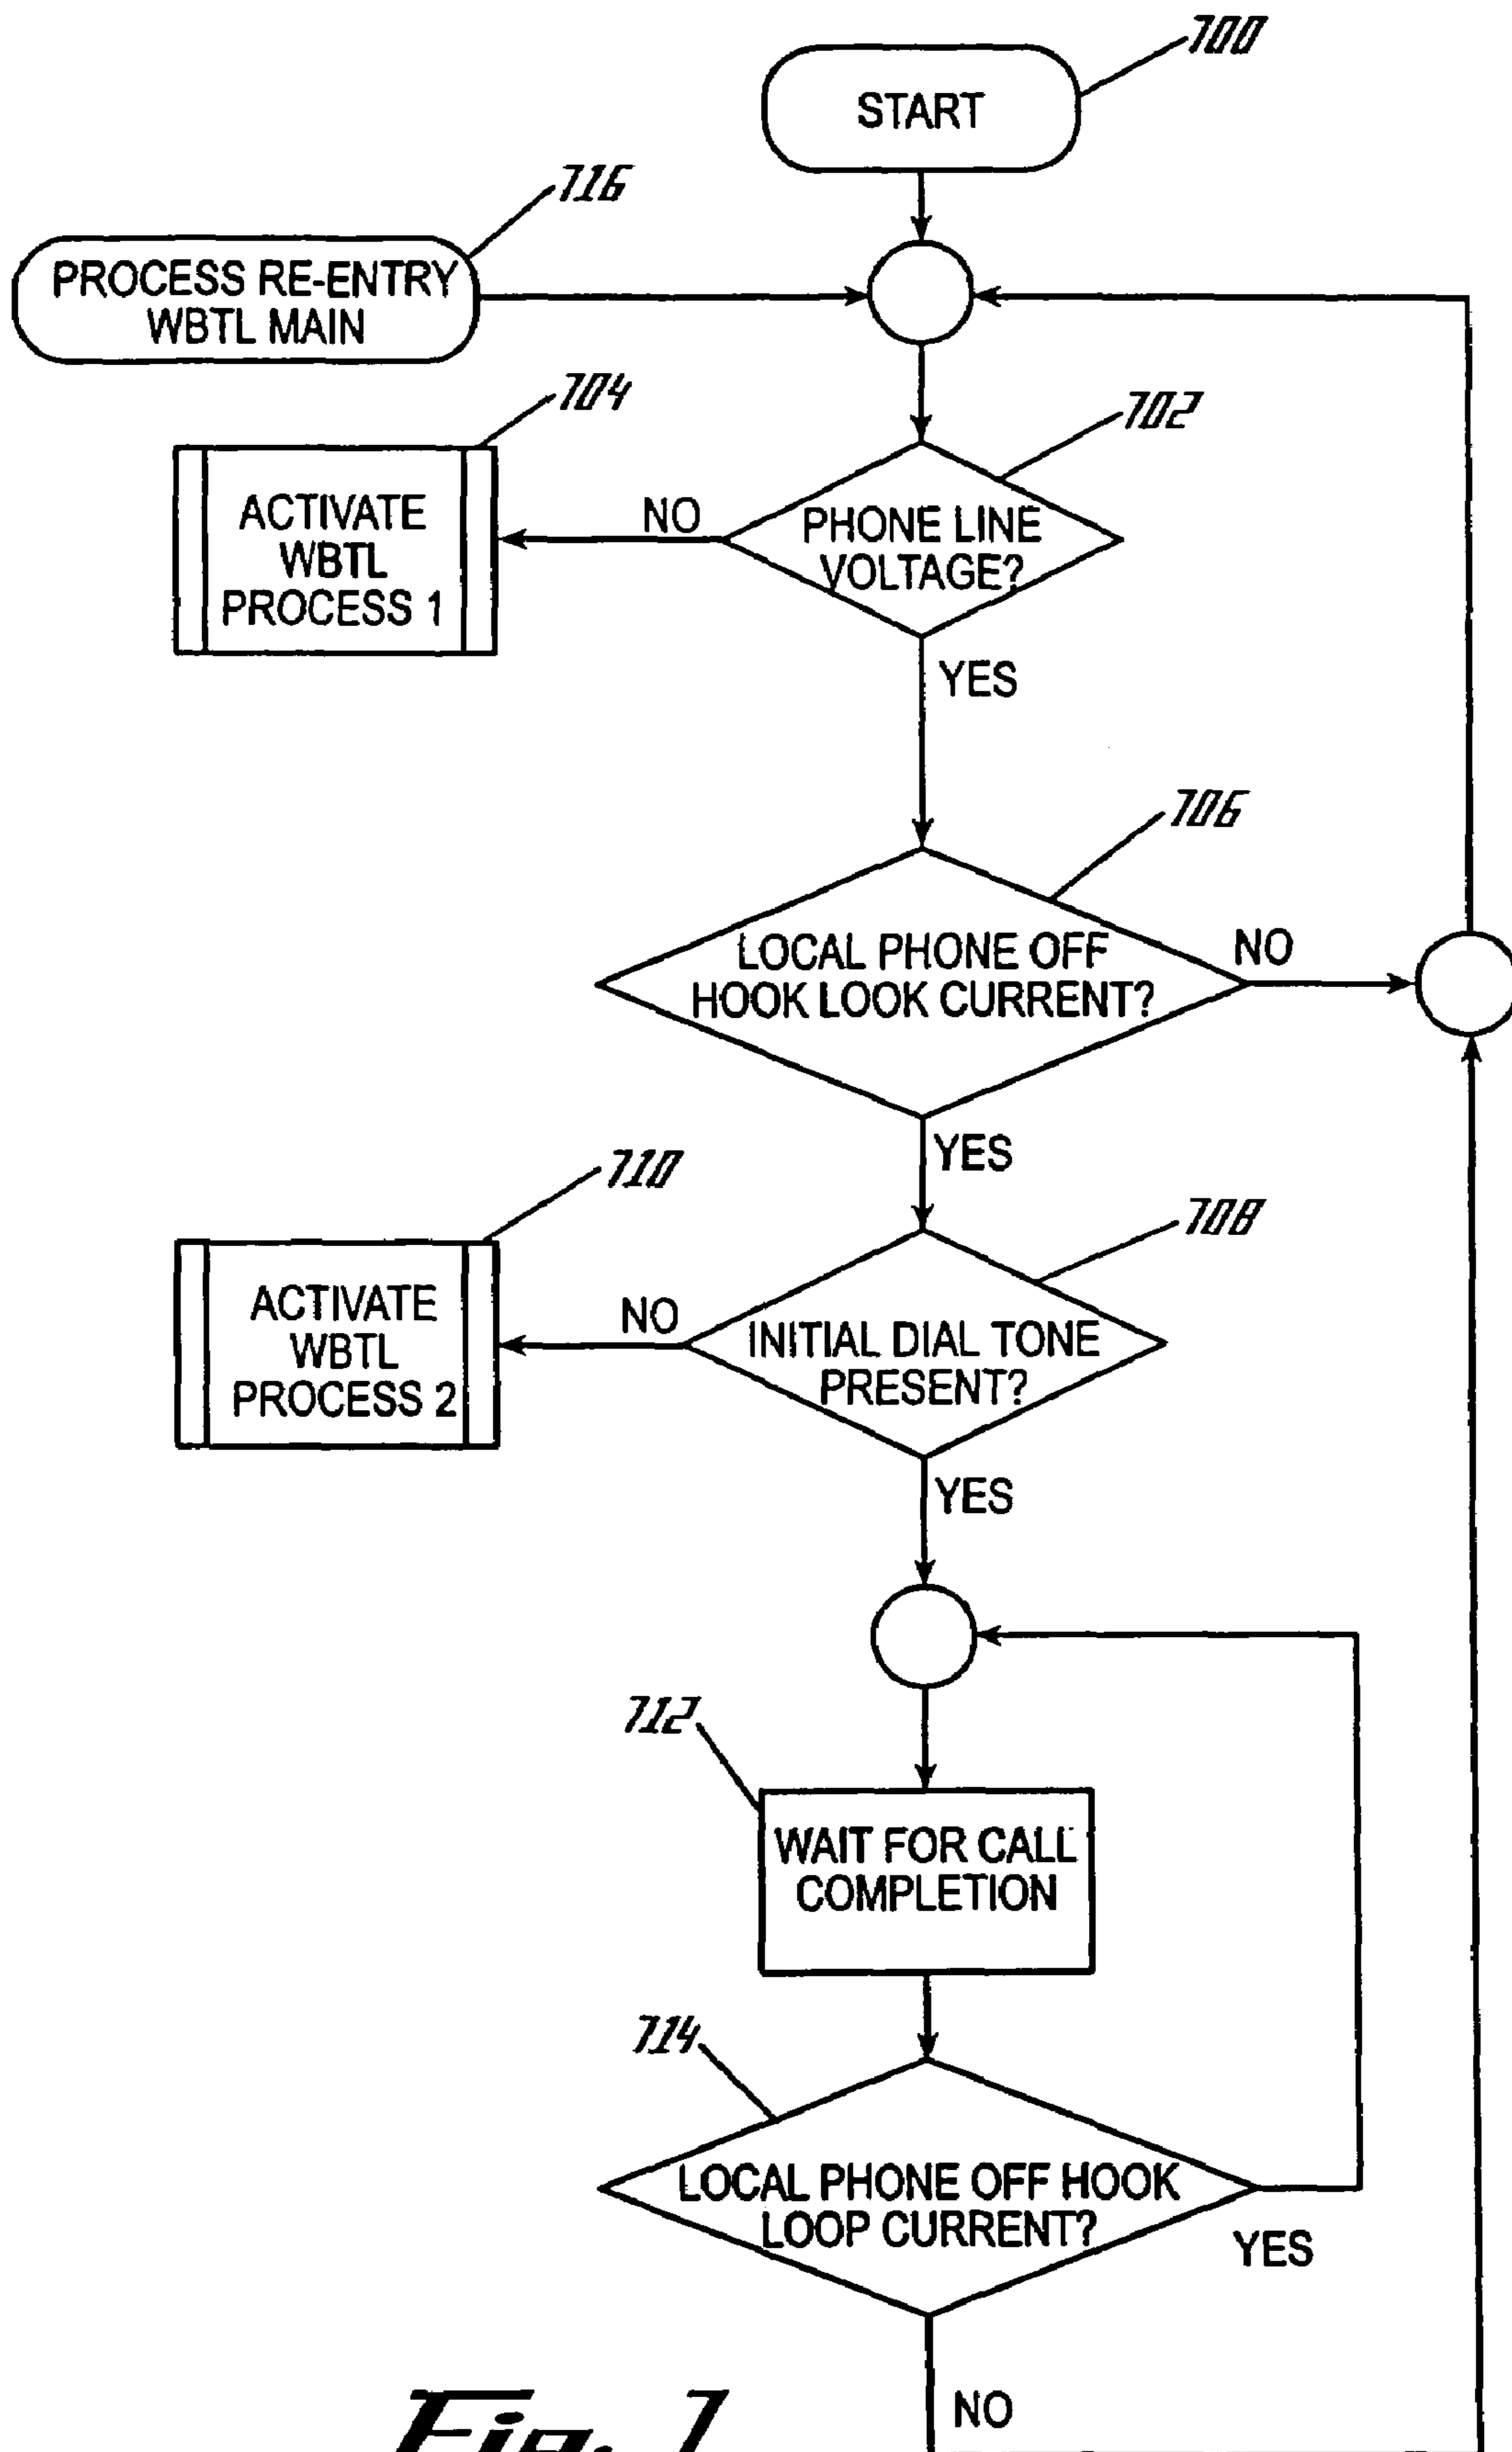 700
START
716
PROCESS RE-ENTRY
WBTL MAIN
704
702
ACTIVATE
WBTL
PROCESS 1
NO
PHONE LINE
VOLTAGE?
YES
706
LOCAL PHONE OFF
HOOK LOOK CURRENT?
NO
YES
710
708
ACTIVATE
WBTL
PROCESS 2
NO
INITIAL DIAL TONE
PRESENT?
YES
712
WAIT FOR CALL
COMPLETION
714
LOCAL PHONE OFF HOOK
LOOP CURRENT?
YES
NO
Fig. 7